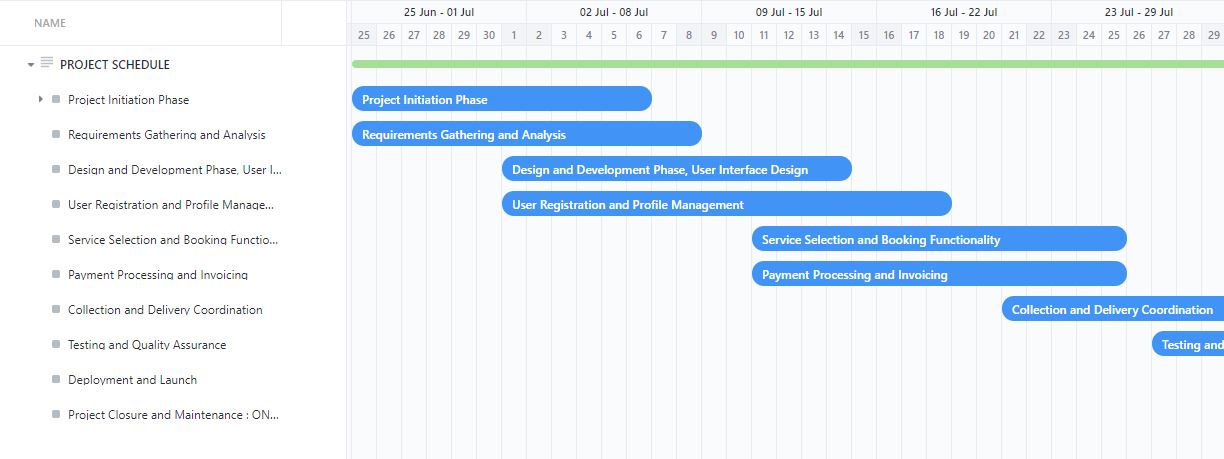 NAME
25 Jun - 01 Jul 02 Jul - 08 Jul 09 Jul - 15 Jul 16 Jul - 22 Jul 23 Jul - 29 Jul
25 26 27 28 29 30 1 2 3 4 5 6 7 8 9 10 11 12 13 14 15 16 17 18 19 20 21 22 23 24 25 26 27 28 29
PROJECT SCHEDULE
Project Initiation Phase Project Initiation Phase
Requirements Gathering and Analysis Requirements Gathering and Analysis
Design and Development Phase, User I... Design and Development Phase, User Interface Design
User Registration and Profile Manage... User Registration and Profile Management
Service Selection and Booking Functio... Service Selection and Booking Functionality
Payment Processing and Invoicing Payment Processing and Invoicing
Collection and Delivery Coordination Collection and Delivery Coordination
Testing and Quality Assurance Testing and
Deployment and Launch
Project Closure and Maintenance : ON...